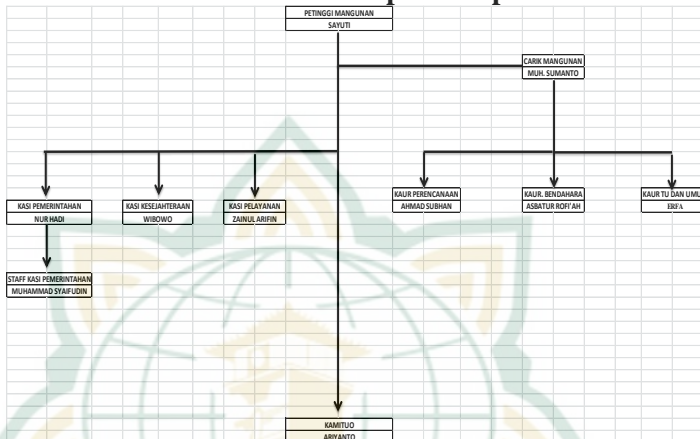 PETINGGI MANGUNAN
SAYUTI
CARIK MANGUNAN
MUH. SUMANTO
KASI PEMERINTAHAN
NUR HADI
KASI KESEJAHTERAAN
WIBOWO
KASI PELAYANAN
ZAINUL ARIFIN
KAUR PERENCANAAN
AHMAD SUBHAN
KAUR. BENDAHARA
ASBATUR ROFI'AH
KAUR TU DAN UMU
ERFA
STAFF KASI PEMERINTAHAN
MUHAMMAD SYAIFUDIN
KAMITUO
ARIYANTO